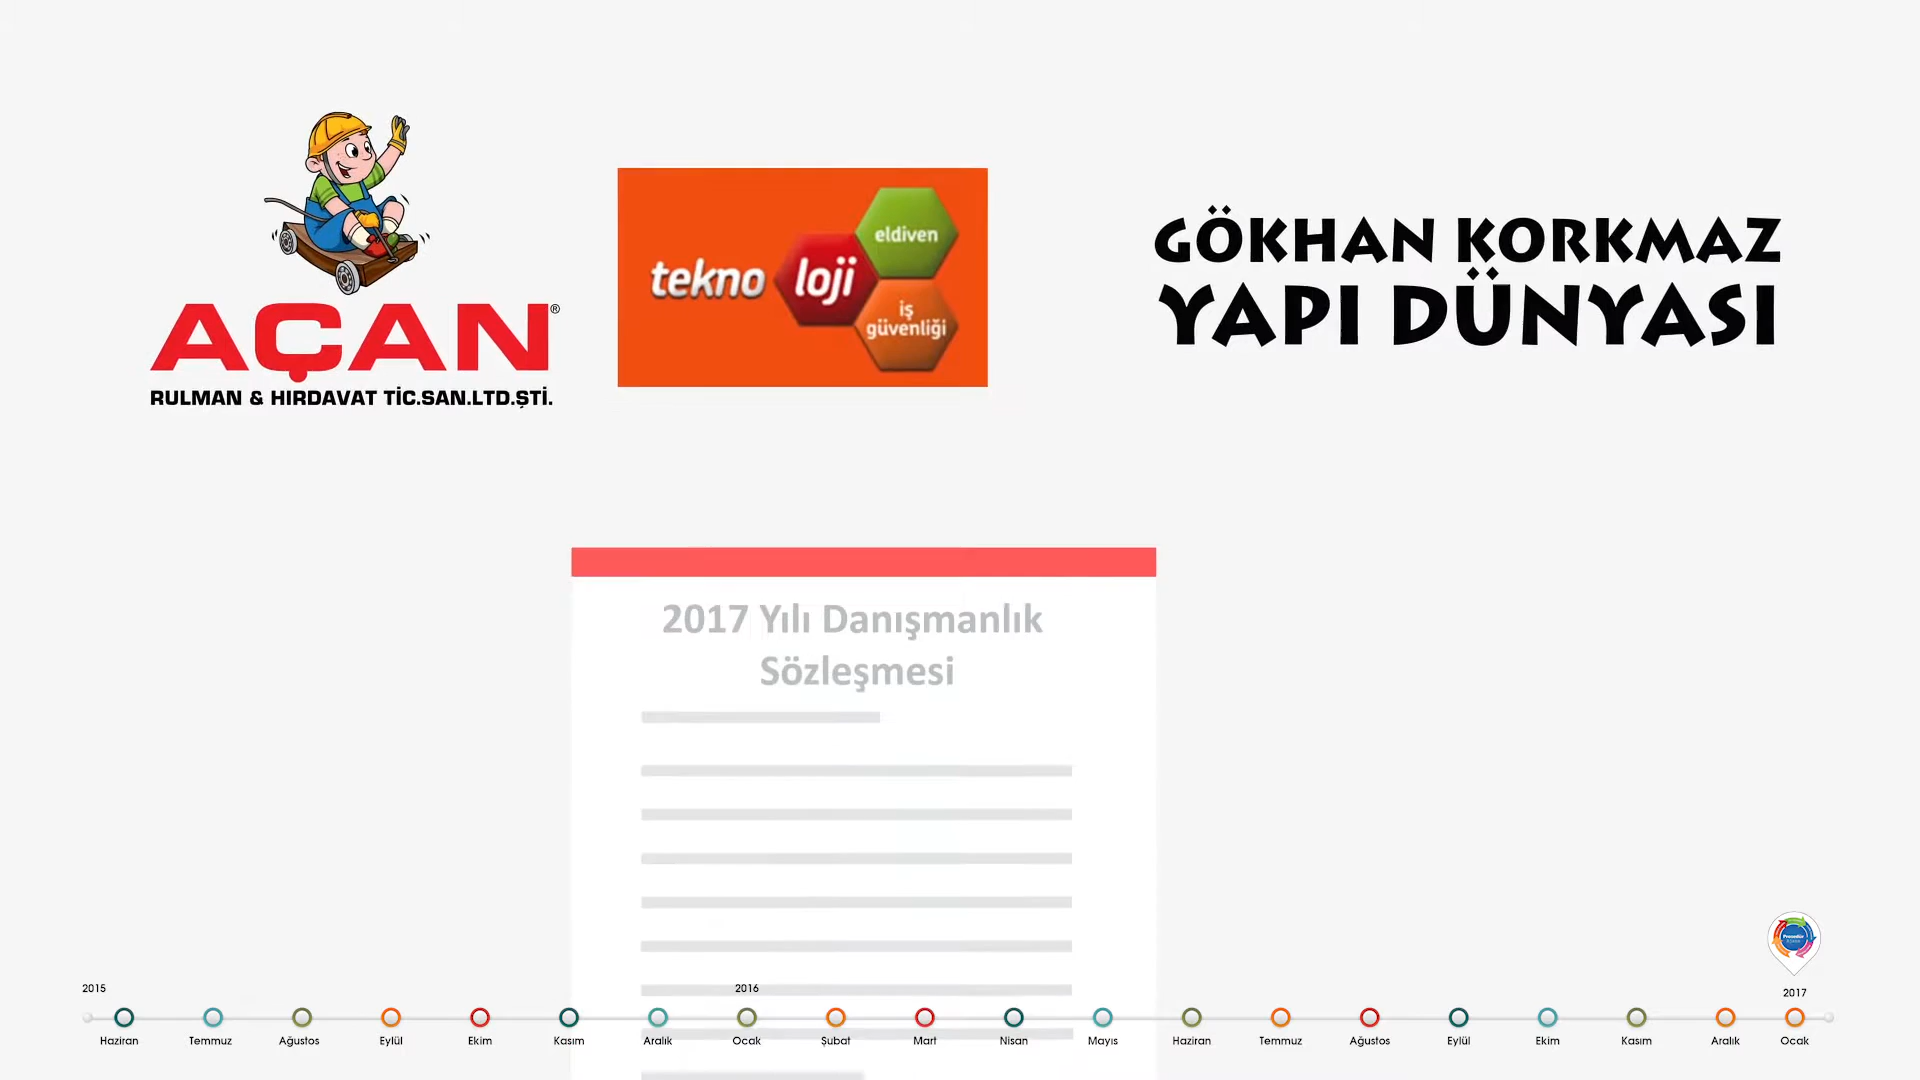 AÇAN®
RULMAN & HIRDAVAT TİC.SAN.LTD.ŞTİ.
tekno loji
eldiven
iş
güvenliği
GÖKHAN KORKMAZ
YAPI DÜNYASI
2017 Yılı Danışmanlık
Sözleşmesi
2015
2016
2017
Haziran Temmuz Ağustos Eylül Ekim Kasım Aralık Ocak Şubat Mart Nisan Mayıs Haziran Temmuz Ağustos Eylül Ekim Kasım Aralık Ocak